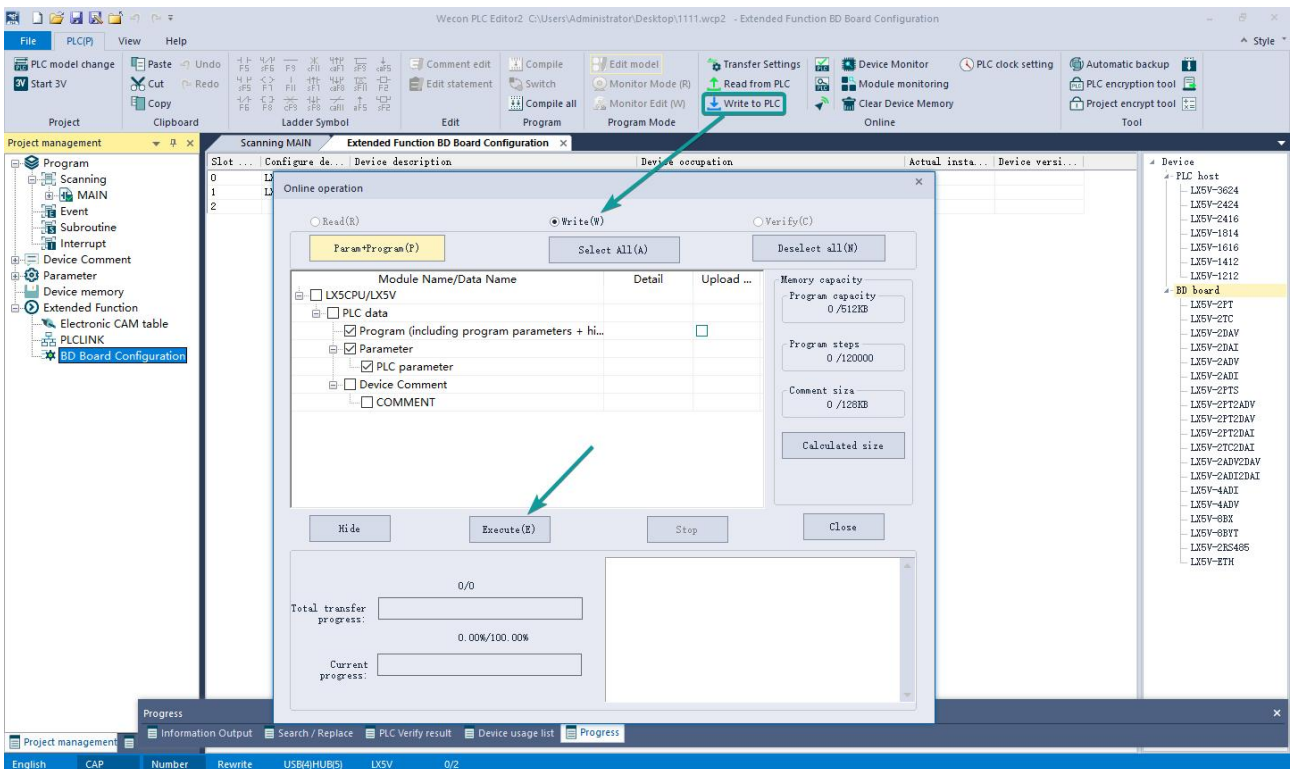 Wecon PLC Editor2 C:\Users\Administrator\Desktop\1111.wcp2 - Extended Function BD Board Configuration
File PLC(P) View Help Style
PLC model change Paste Undo Comment edit Compile Edit model Transfer Settings Device Monitor PLC clock setting Automatic backup
Start 3V Cut Redo Edit statement Switch Monitor Mode (R) Read from PLC Module monitoring PLC encryption tool
Copy Compile all Monitor Edit (W) Write to PLC Clear Device Memory Project encrypt tool
Project Clipboard Ladder Symbol Edit Program Program Mode Online Tool
Project management Scanning MAIN Extended Function BD Board Configuration
Program
Scanning
MAIN
Event
Subroutine
Interrupt
Device Comment
Parameter
Device memory
Extended Function
Electronic CAM table
PLCLINK
BD Board Configuration
Slot ... Configure de... Device description Device occupation Actual insta... Device versi...
0
1
2
Online operation
Read(R) Write(W) Verify(C)
Param+Program(P) Select All(A) Deselect all(N)
Module Name/Data Name Detail Upload ...
LX5CPU/LX5V
PLC data
Program (including program parameters + hi...
Parameter
PLC parameter
Device Comment
COMMENT
Memory capacity
Program capacity
0 /512KB
Program steps
0 /120000
Comment siza
0 /128KB
Calculated size
Hide Execute(E) Stop Close
0/0
Total transfer
progress:
0.00%/100.00%
Current
progress:
Device
PLC host
LX5V-3624
LX5V-2424
LX5V-2416
LX5V-1814
LX5V-1616
LX5V-1412
LX5V-1212
BD board
LX5V-2PT
LX5V-2TC
LX5V-2DAV
LX5V-2DAI
LX5V-2ADV
LX5V-2ADI
LX5V-2PTS
LX5V-2PT2ADV
LX5V-2PT2DAV
LX5V-2PT2DAI
LX5V-2TC2DAI
LX5V-2ADV2DAV
LX5V-2ADI2DAI
LX5V-4ADI
LX5V-4ADV
LX5V-8BX
LX5V-8BYT
LX5V-2RS485
LX5V-ETH
Progress
Information Output Search / Replace PLC Verify result Device usage list Progress
Project management
English CAP Number Rewrite USB(4)HUB(5) LX5V 0/2